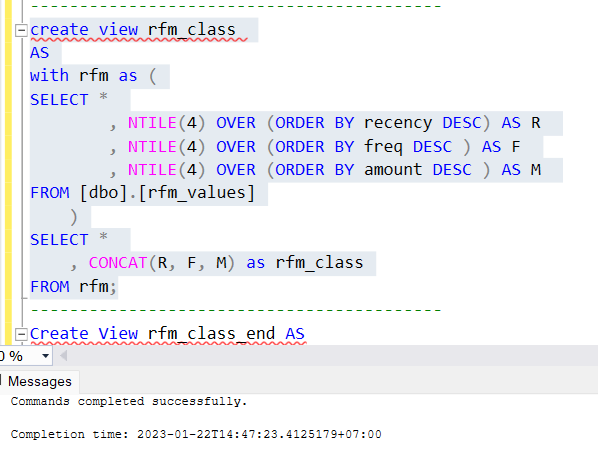 -----------------------------------------
create view rfm_class
AS
with rfm as (
SELECT *
, NTILE(4) OVER (ORDER BY recency DESC) AS R
, NTILE(4) OVER (ORDER BY freq DESC ) AS F
, NTILE(4) OVER (ORDER BY amount DESC ) AS M
FROM [dbo].[rfm_values]
)
SELECT *
, CONCAT(R, F, M) as rfm_class
FROM rfm;
-----------------------------------------
Create View rfm_class_end AS
0 %
Messages
Commands completed successfully.
Completion time: 2023-01-22T14:47:23.4125179+07:00